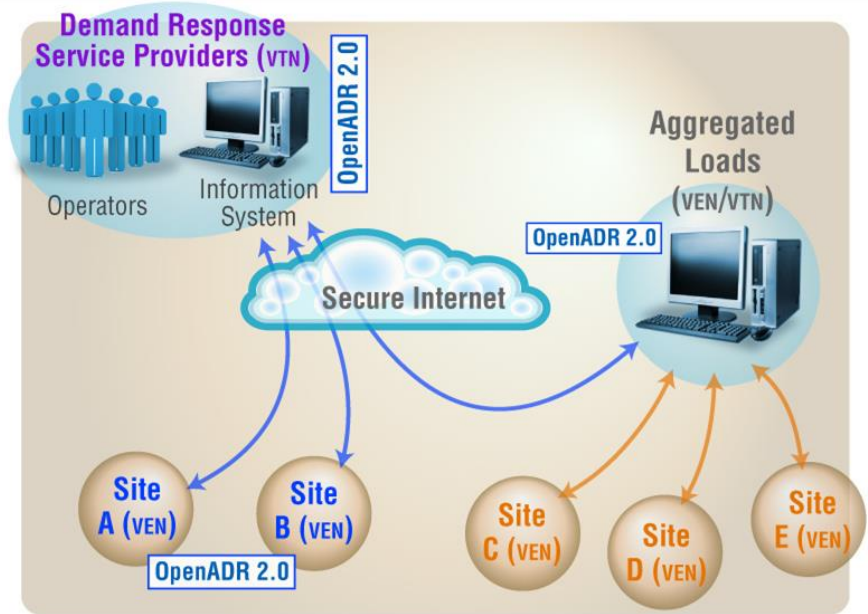 Demand Response
Service Providers (VTN)
OpenADR 2.0
Operators
Information
System
Aggregated
Loads
(VEN/VTN)
OpenADR 2.0
Secure Internet
Site
A (VEN)
Site
B (VEN)
OpenADR 2.0
Site
C (VEN)
Site
D (VEN)
Site
E (VEN)